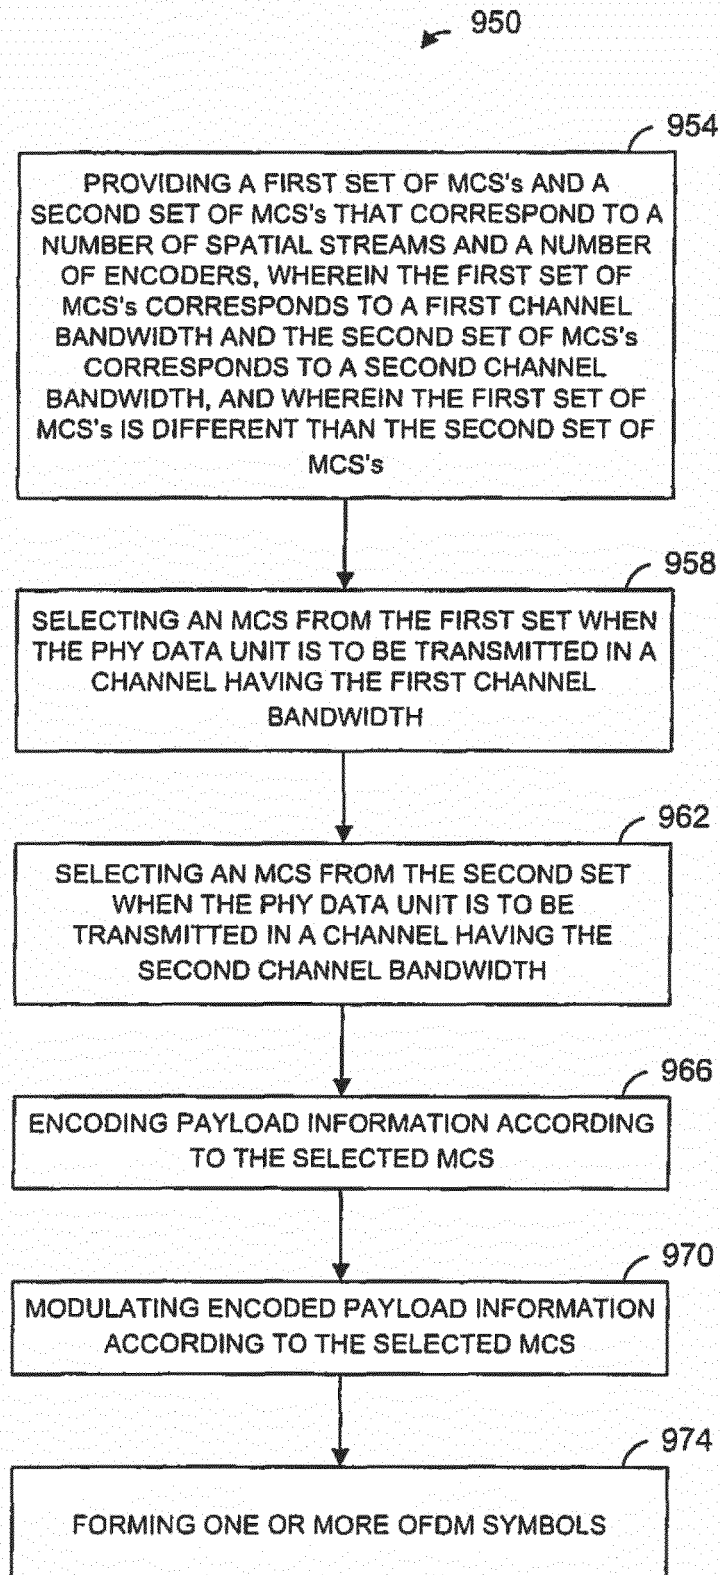 950
954
PROVIDING A FIRST SET OF MCS's AND A
SECOND SET OF MCS's THAT CORRESPOND TO A
NUMBER OF SPATIAL STREAMS AND A NUMBER
OF ENCODERS, WHEREIN THE FIRST SET OF
MCS's CORRESPONDS TO A FIRST CHANNEL
BANDWIDTH AND THE SECOND SET OF MCS's
CORRESPONDS TO A SECOND CHANNEL
BANDWIDTH, AND WHEREIN THE FIRST SET OF
MCS's IS DIFFERENT THAN THE SECOND SET OF
MCS's
958
SELECTING AN MCS FROM THE FIRST SET WHEN
THE PHY DATA UNIT IS TO BE TRANSMITTED IN A
CHANNEL HAVING THE FIRST CHANNEL
BANDWIDTH
962
SELECTING AN MCS FROM THE SECOND SET
WHEN THE PHY DATA UNIT IS TO BE
TRANSMITTED IN A CHANNEL HAVING THE
SECOND CHANNEL BANDWIDTH
966
ENCODING PAYLOAD INFORMATION ACCORDING
TO THE SELECTED MCS
970
MODULATING ENCODED PAYLOAD INFORMATION
ACCORDING TO THE SELECTED MCS
974
FORMING ONE OR MORE OFDM SYMBOLS